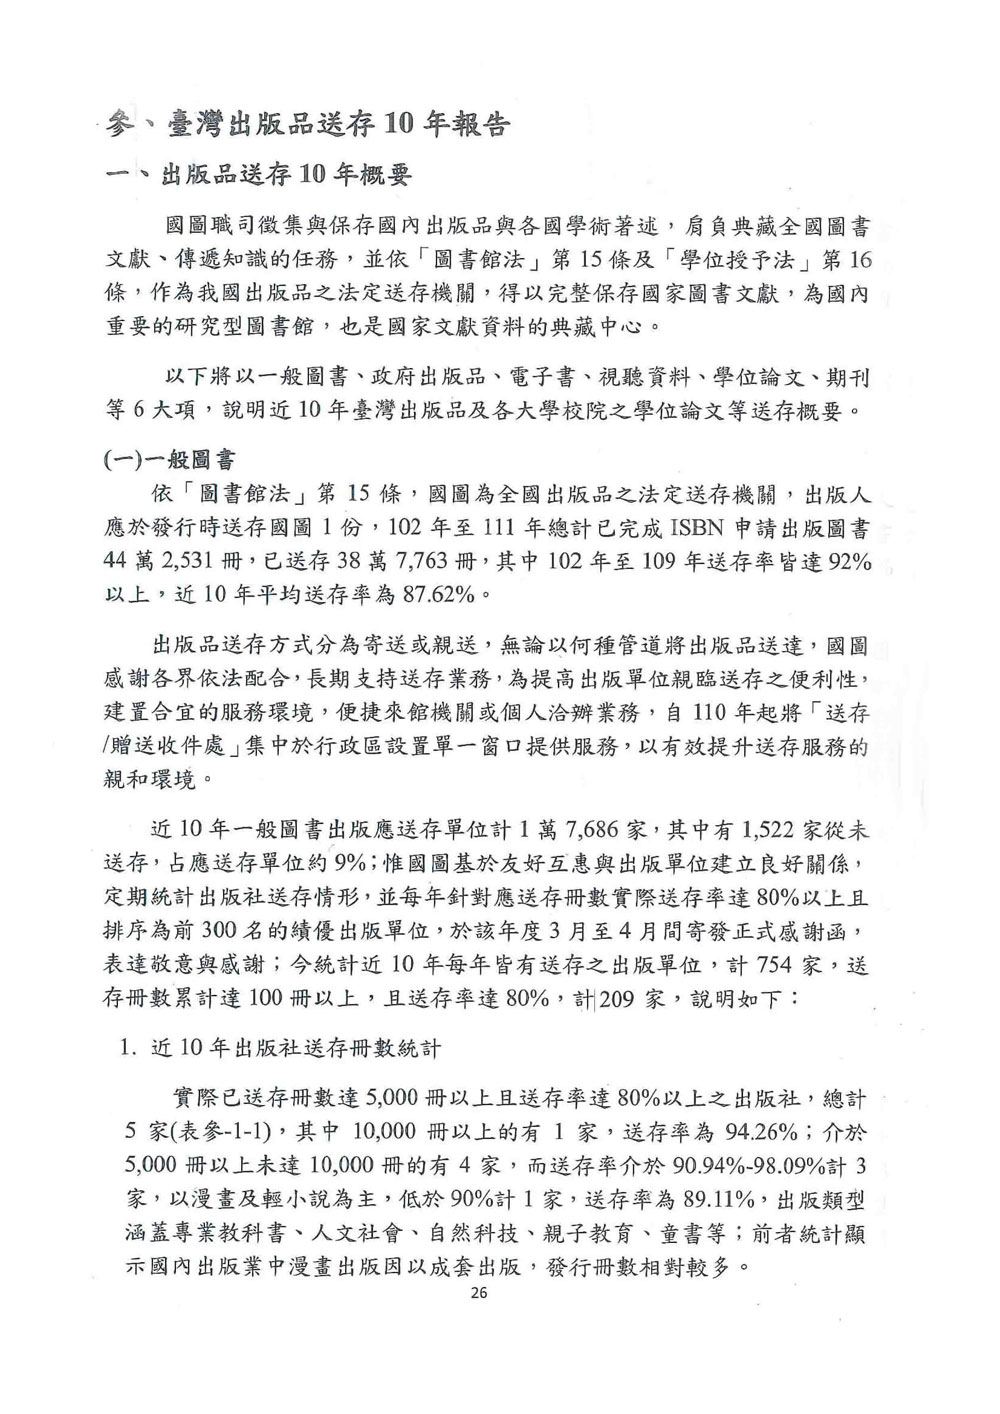 參、臺灣出版品送存 10 年報告
一、出版品送存 10 年概要
國圖職司徵集與保存國內出版品與各國學術著述，肩負典藏全國圖書
文獻、傳遞知識的任務，並依「圖書館法」第 15 條及「學位授予法」第 16
條，作為我國出版品之法定送存機關，得以完整保存國家圖書文獻，為國內
重要的研究型圖書館，也是國家文獻資料的典藏中心。
以下將以一般圖書、政府出版品、電子書、視聽資料、學位論文、期刊
等 6 大項，說明近 10 年臺灣出版品及各大學校院之學位論文等送存概要。
(一)一般圖書
依「圖書館法」第 15 條，國圖為全國出版品之法定送存機關，出版人
應於發行時送存國圖 1 份，102 年至 111 年總計已完成 ISBN 申請出版圖書
44 萬 2,531 冊，已送存 38 萬 7,763 冊，其中 102 年至 109 年送存率皆達 92%
以上，近 10 年平均送存率為 87.62%。
出版品送存方式分為寄送或親送，無論以何種管道將出版品送達，國圖
感謝各界依法配合，長期支持送存業務，為提高出版單位親臨送存之便利性，
建置合宜的服務環境，便捷來館機關或個人洽辦業務，自 110 年起將「送存
/贈送收件處」集中於行政區設置單一窗口提供服務，以有效提升送存服務的
親和環境。
近 10 年一般圖書出版應送存單位計 1 萬 7,686 家，其中有 1,522 家從未
送存，占應送存單位約 9%；惟國圖基於友好互惠與出版單位建立良好關係，
定期統計出版社送存情形，並每年針對應送存冊數實際送存率達 80%以上且
排序為前 300 名的績優出版單位，於該年度 3 月至 4 月間寄發正式感謝函，
表達敬意與感謝；今統計近 10 年每年皆有送存之出版單位，計 754 家，送
存冊數累計達 100 冊以上，且送存率達 80%，計 209 家，說明如下：
1. 近 10 年出版社送存冊數統計
實際已送存冊數達 5,000 冊以上且送存率達 80%以上之出版社，總計
5 家(表參-1-1)，其中 10,000 冊以上的有 1 家，送存率為 94.26%；介於
5,000 冊以上未達 10,000 冊的有 4 家，而送存率介於 90.94%-98.09%計 3
家，以漫畫及輕小說為主，低於 90%計 1 家，送存率為 89.11%，出版類型
涵蓋專業教科書、人文社會、自然科技、親子教育、童書等；前者統計顯
示國內出版業中漫畫出版因以成套出版，發行冊數相對較多。
26